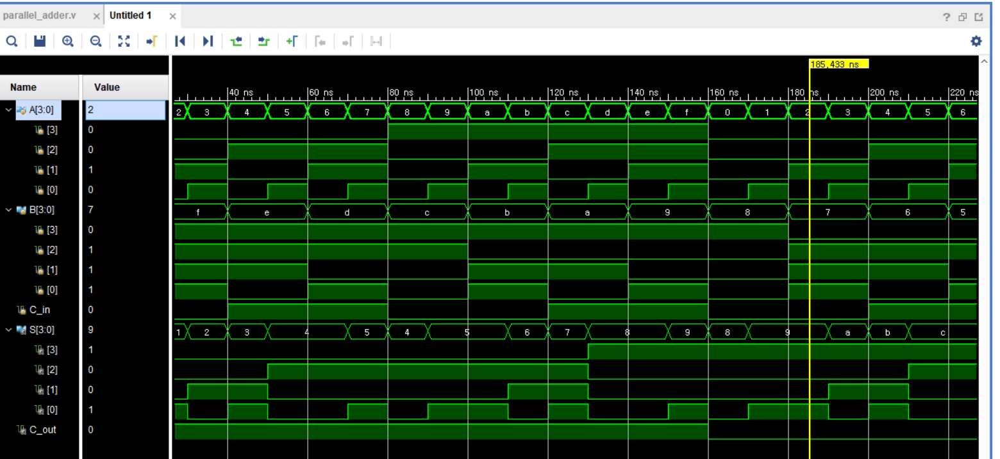 parallel_adder.v × Untitled 1 × ?
185.433 ns
Name Value
40 ns 60 ns 80 ns 100 ns 120 ns 140 ns 160 ns 180 ns 200 ns 220 ns
A[3:0] 2 2 3 4 5 6 7 8 9 a b c d e f 0 1 2 3 4 5 6
[3] 0
[2] 0
[1] 1
[0] 0
B[3:0] 7 f e d c b a 9 8 7 6 5
[3] 0
[2] 1
[1] 1
[0] 1
C_in 0
S[3:0] 9 1 2 3 4 5 4 5 6 7 8 9 8 9 a b c
[3] 1
[2] 0
[1] 0
[0] 1
C_out 0